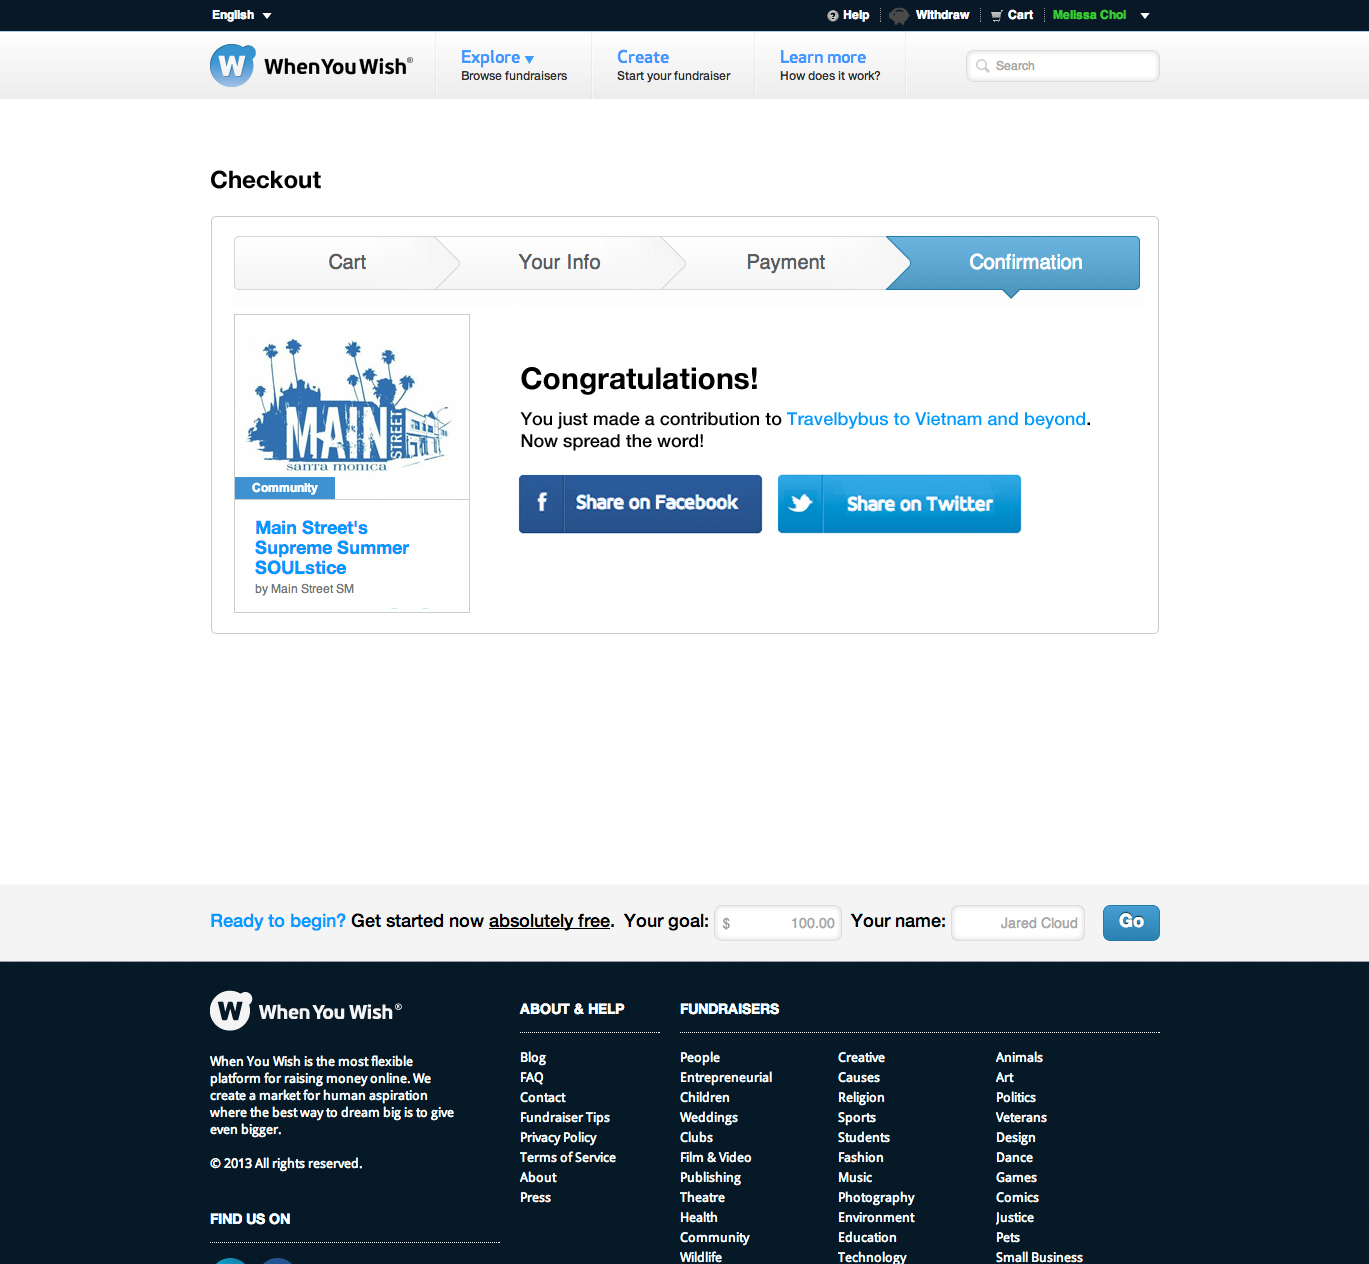 English
Help
Withdraw
Cart
Melissa Choi
W WhenYouWish®
Explore
Browse fundraisers
Create
Start your fundraiser
Learn more
How does it work?
Search
Checkout
Cart
Your Info
Payment
Confirmation
MAIN STREET
santa monica
Community
Main Street's
Supreme Summer
SOULstice
by Main Street SM
Congratulations!
You just made a contribution to Travelbybus to Vietnam and beyond.
Now spread the word!
f Share on Facebook
Share on Twitter
Ready to begin? Get started now absolutely free. Your goal: $ 100.00 Your name: Jared Cloud Go
W When You Wish®
When You Wish is the most flexible
platform for raising money online. We
create a market for human aspiration
where the best way to dream big is to give
even bigger.
© 2013 All rights reserved.
FIND US ON
ABOUT & HELP
Blog
FAQ
Contact
Fundraiser Tips
Privacy Policy
Terms of Service
About
Press
FUNDRAISERS
People
Entrepreneurial
Children
Weddings
Clubs
Film & Video
Publishing
Theatre
Health
Community
Wildlife
Creative
Causes
Religion
Sports
Students
Fashion
Music
Photography
Environment
Education
Technology
Animals
Art
Politics
Veterans
Design
Dance
Games
Comics
Justice
Pets
Small Business